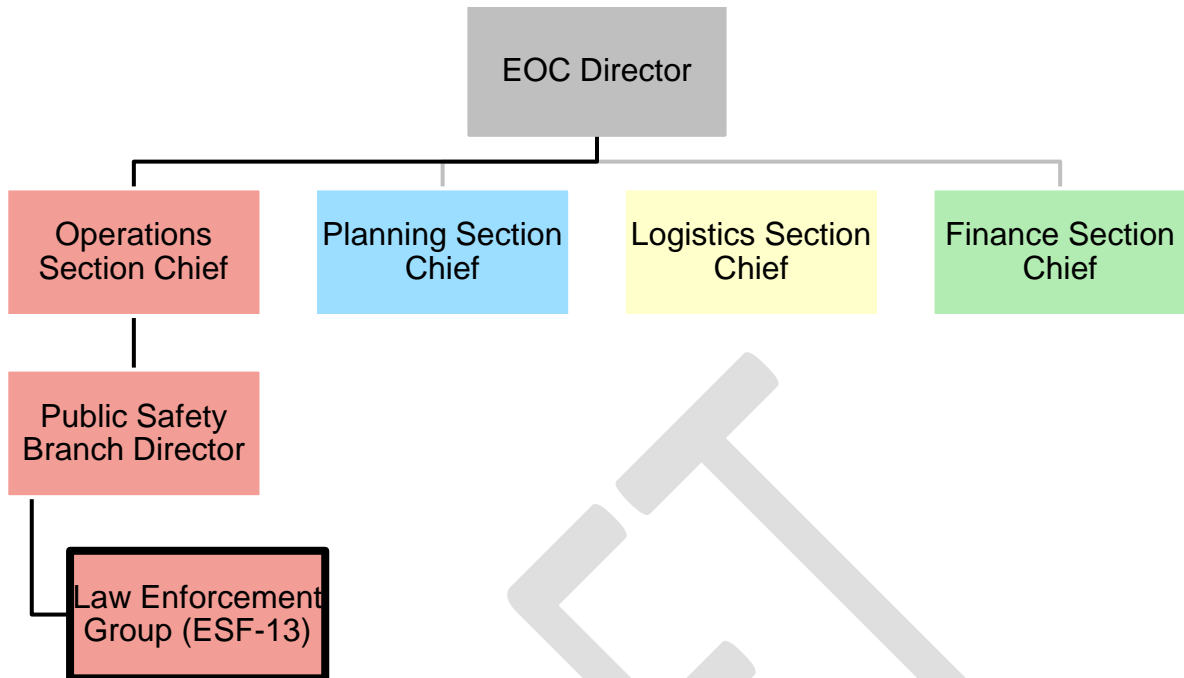 EOC Director
Operations
Section Chief
Planning Section
Chief
Logistics Section
Chief
Finance Section
Chief
Public Safety
Branch Director
Law Enforcement
Group (ESF-13)